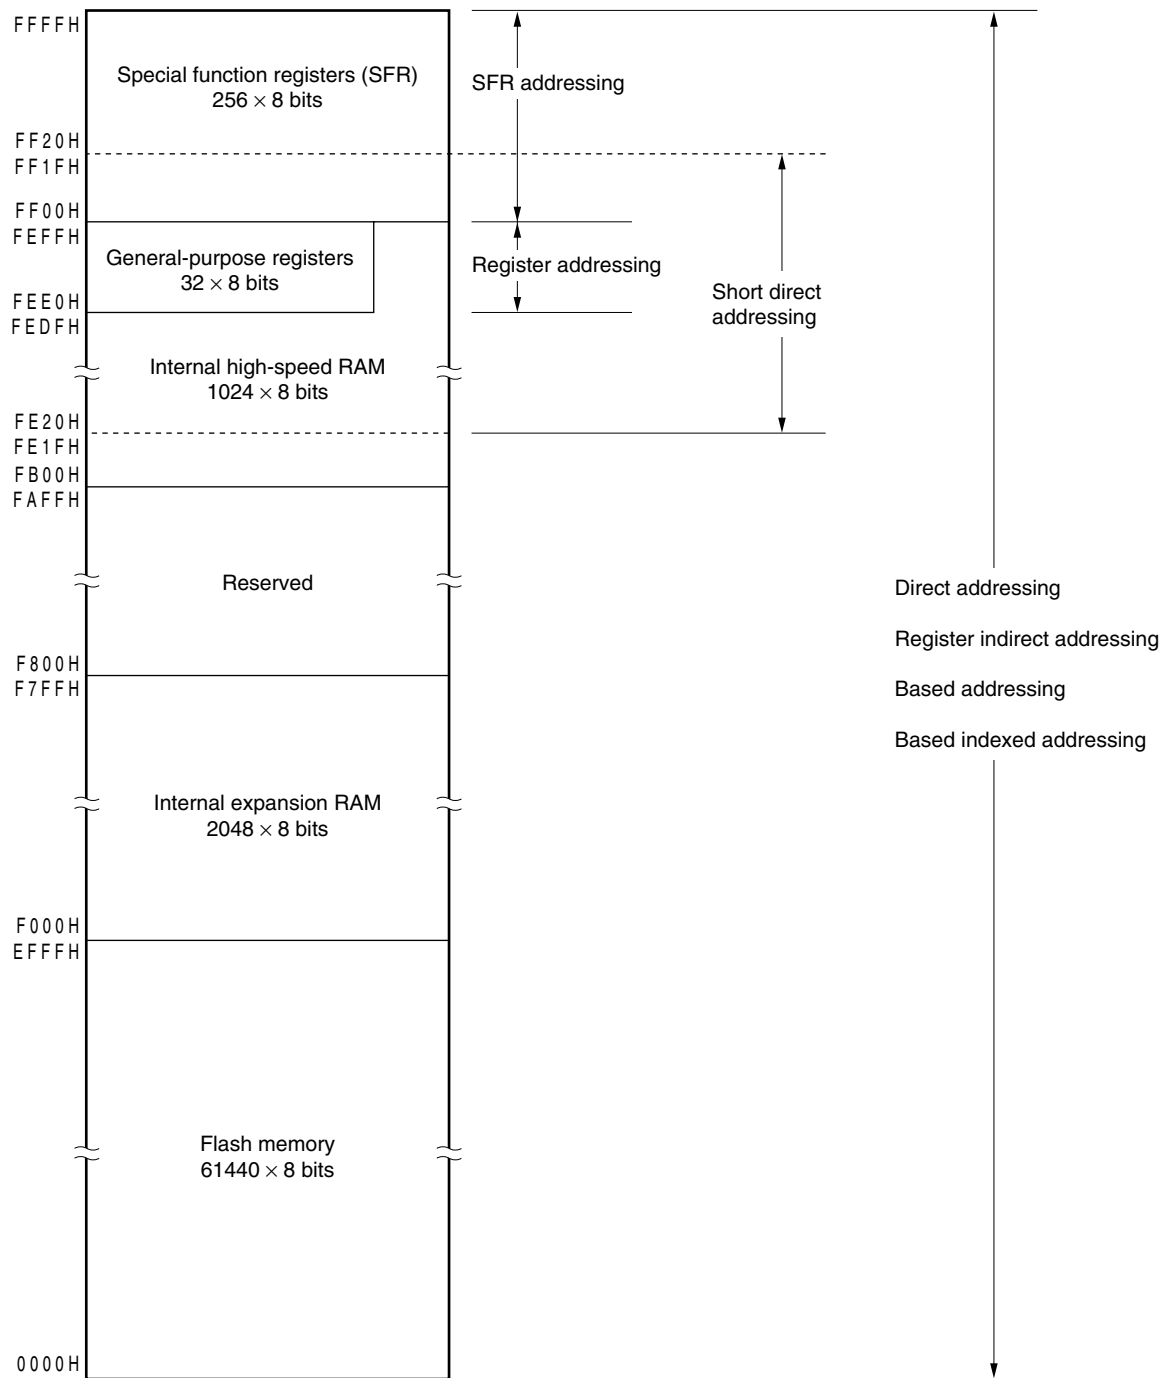 FFFFH
Special function registers (SFR)
256 × 8 bits
SFR addressing
FF20H
FF1FH
FF00H
FEFFH
General-purpose registers
32 × 8 bits
Register addressing
FEE0H
FEDFH
Short direct
addressing
Internal high-speed RAM
1024 × 8 bits
FE20H
FE1FH
FB00H
FAFFH
Reserved
Direct addressing
Register indirect addressing
Based addressing
Based indexed addressing
F800H
F7FFH
Internal expansion RAM
2048 × 8 bits
F000H
EFFFH
Flash memory
61440 × 8 bits
0000H